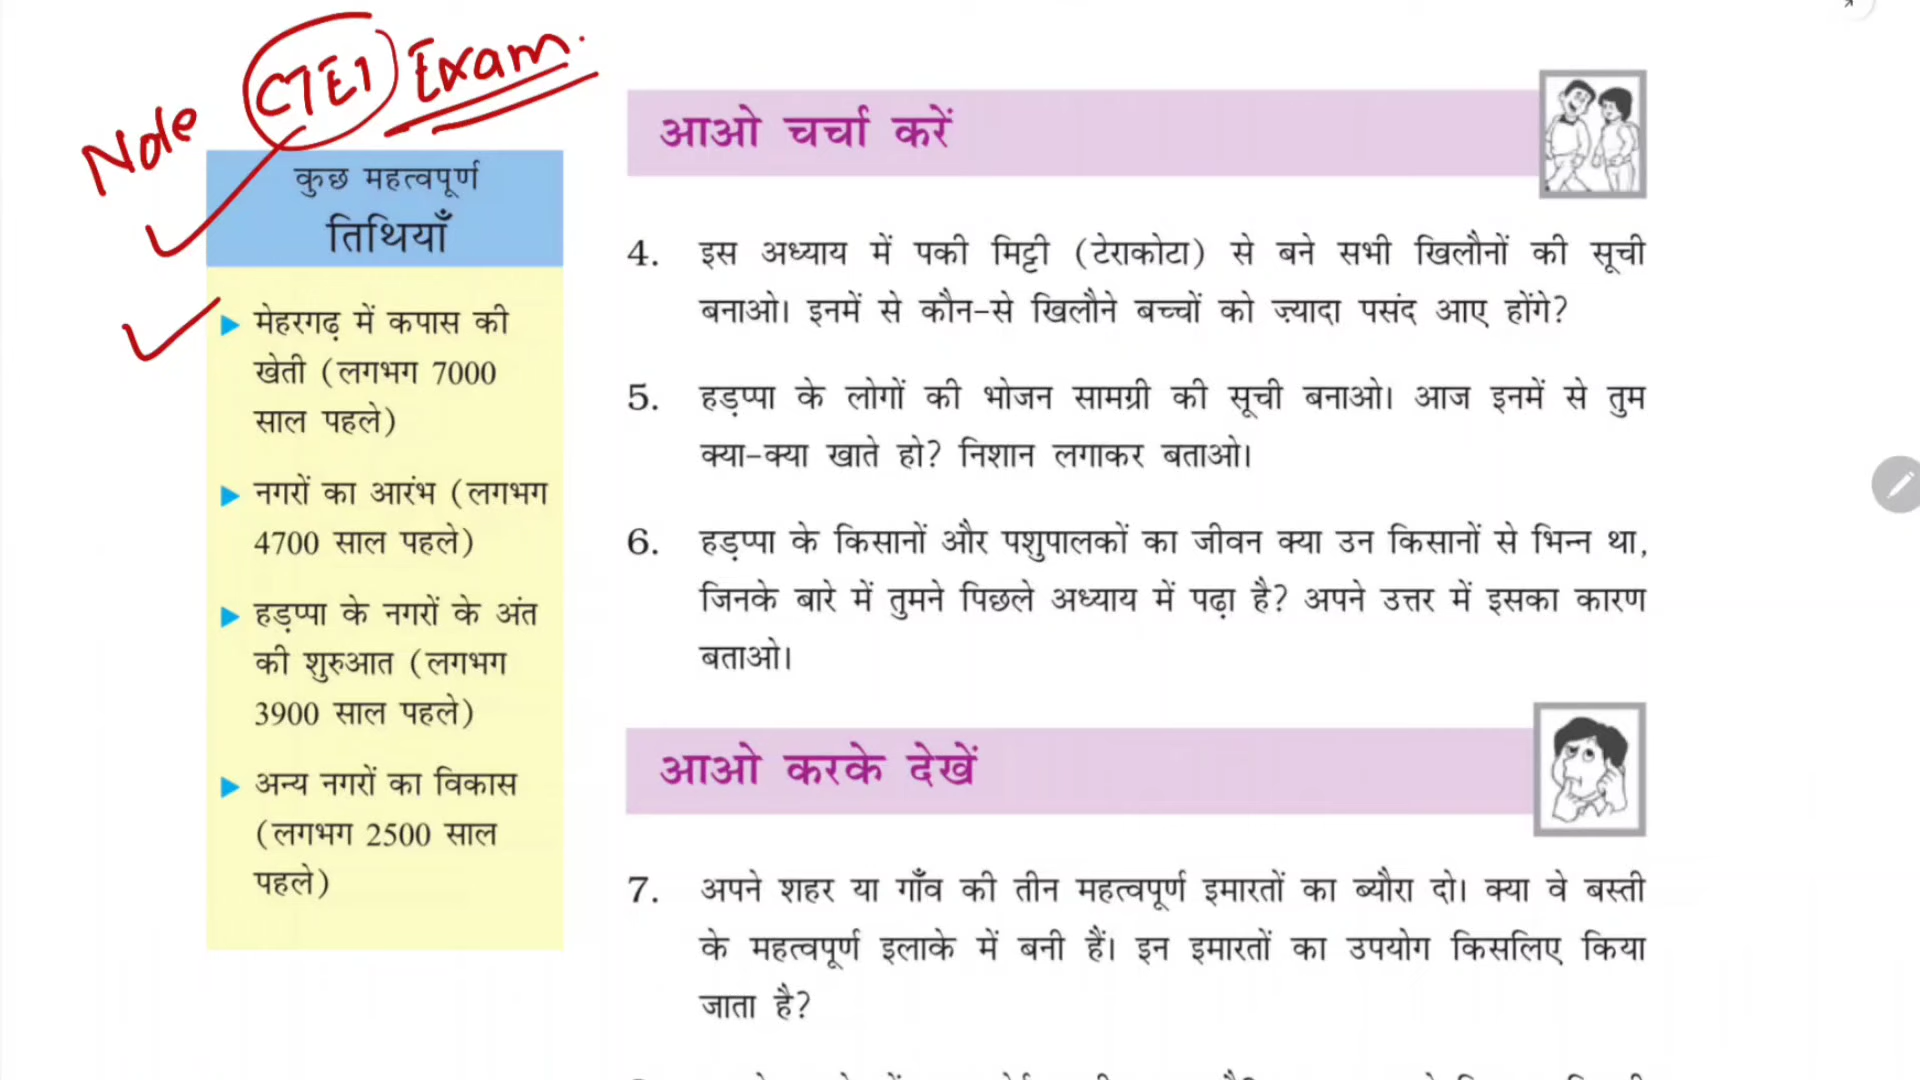 Note CTET Exam.
कुछ महत्वपूर्ण
तिथियाँ
मेहरगढ़ में कपास की
खेती (लगभग 7000
साल पहले)
नगरों का आरंभ (लगभग
4700 साल पहले)
हड़प्पा के नगरों के अंत
की शुरुआत (लगभग
3900 साल पहले)
अन्य नगरों का विकास
(लगभग 2500 साल
पहले)
आओ चर्चा करें
4. इस अध्याय में पकी मिट्टी (टेराकोटा) से बने सभी खिलौनों की सूची
बनाओ। इनमें से कौन-से खिलौने बच्चों को ज़्यादा पसंद आए होंगे?
5. हड़प्पा के लोगों की भोजन सामग्री की सूची बनाओ। आज इनमें से तुम
क्या-क्या खाते हो? निशान लगाकर बताओ।
6. हड़प्पा के किसानों और पशुपालकों का जीवन क्या उन किसानों से भिन्न था,
जिनके बारे में तुमने पिछले अध्याय में पढ़ा है? अपने उत्तर में इसका कारण
बताओ।
आओ करके देखें
7. अपने शहर या गाँव की तीन महत्वपूर्ण इमारतों का ब्यौरा दो। क्या वे बस्ती
के महत्वपूर्ण इलाके में बनी हैं। इन इमारतों का उपयोग किसलिए किया
जाता है?